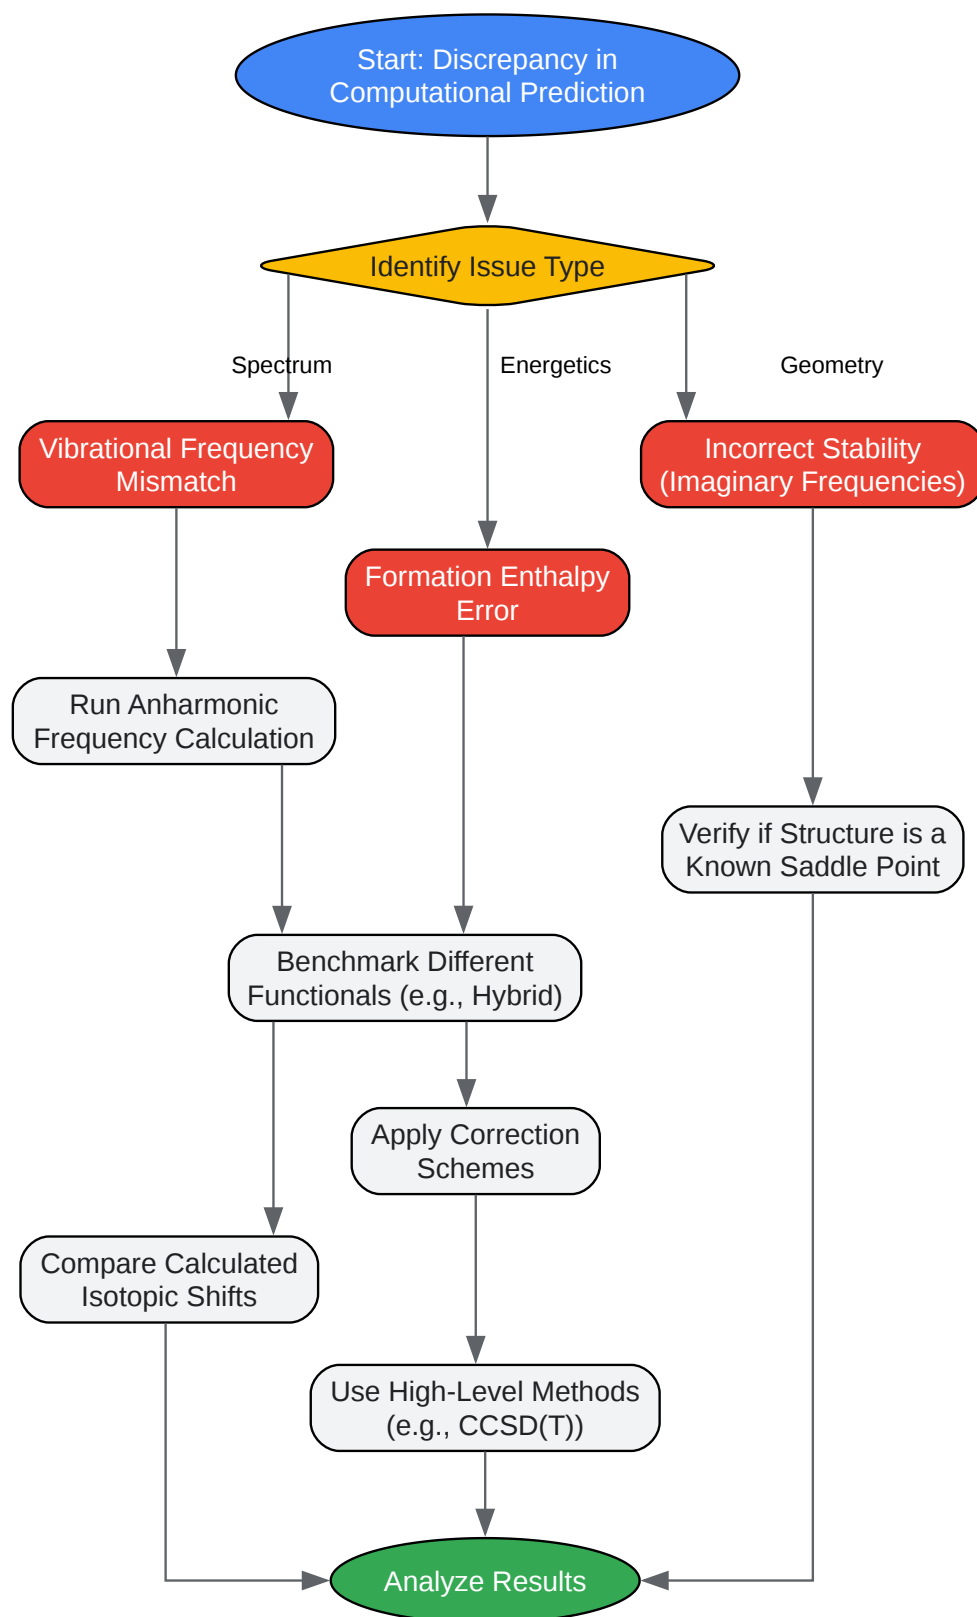 Start: Discrepancy in
Computational Prediction
Identify Issue Type
Spectrum
Energetics
Geometry
Vibrational Frequency
Mismatch
Incorrect Stability
(Imaginary Frequencies)
Formation Enthalpy
Error
Run Anharmonic
Frequency Calculation
Verify if Structure is a
Known Saddle Point
Benchmark Different
Functionals (e.g., Hybrid)
Apply Correction
Schemes
Compare Calculated
Isotopic Shifts
Use High-Level Methods
(e.g., CCSD(T))
Analyze Results